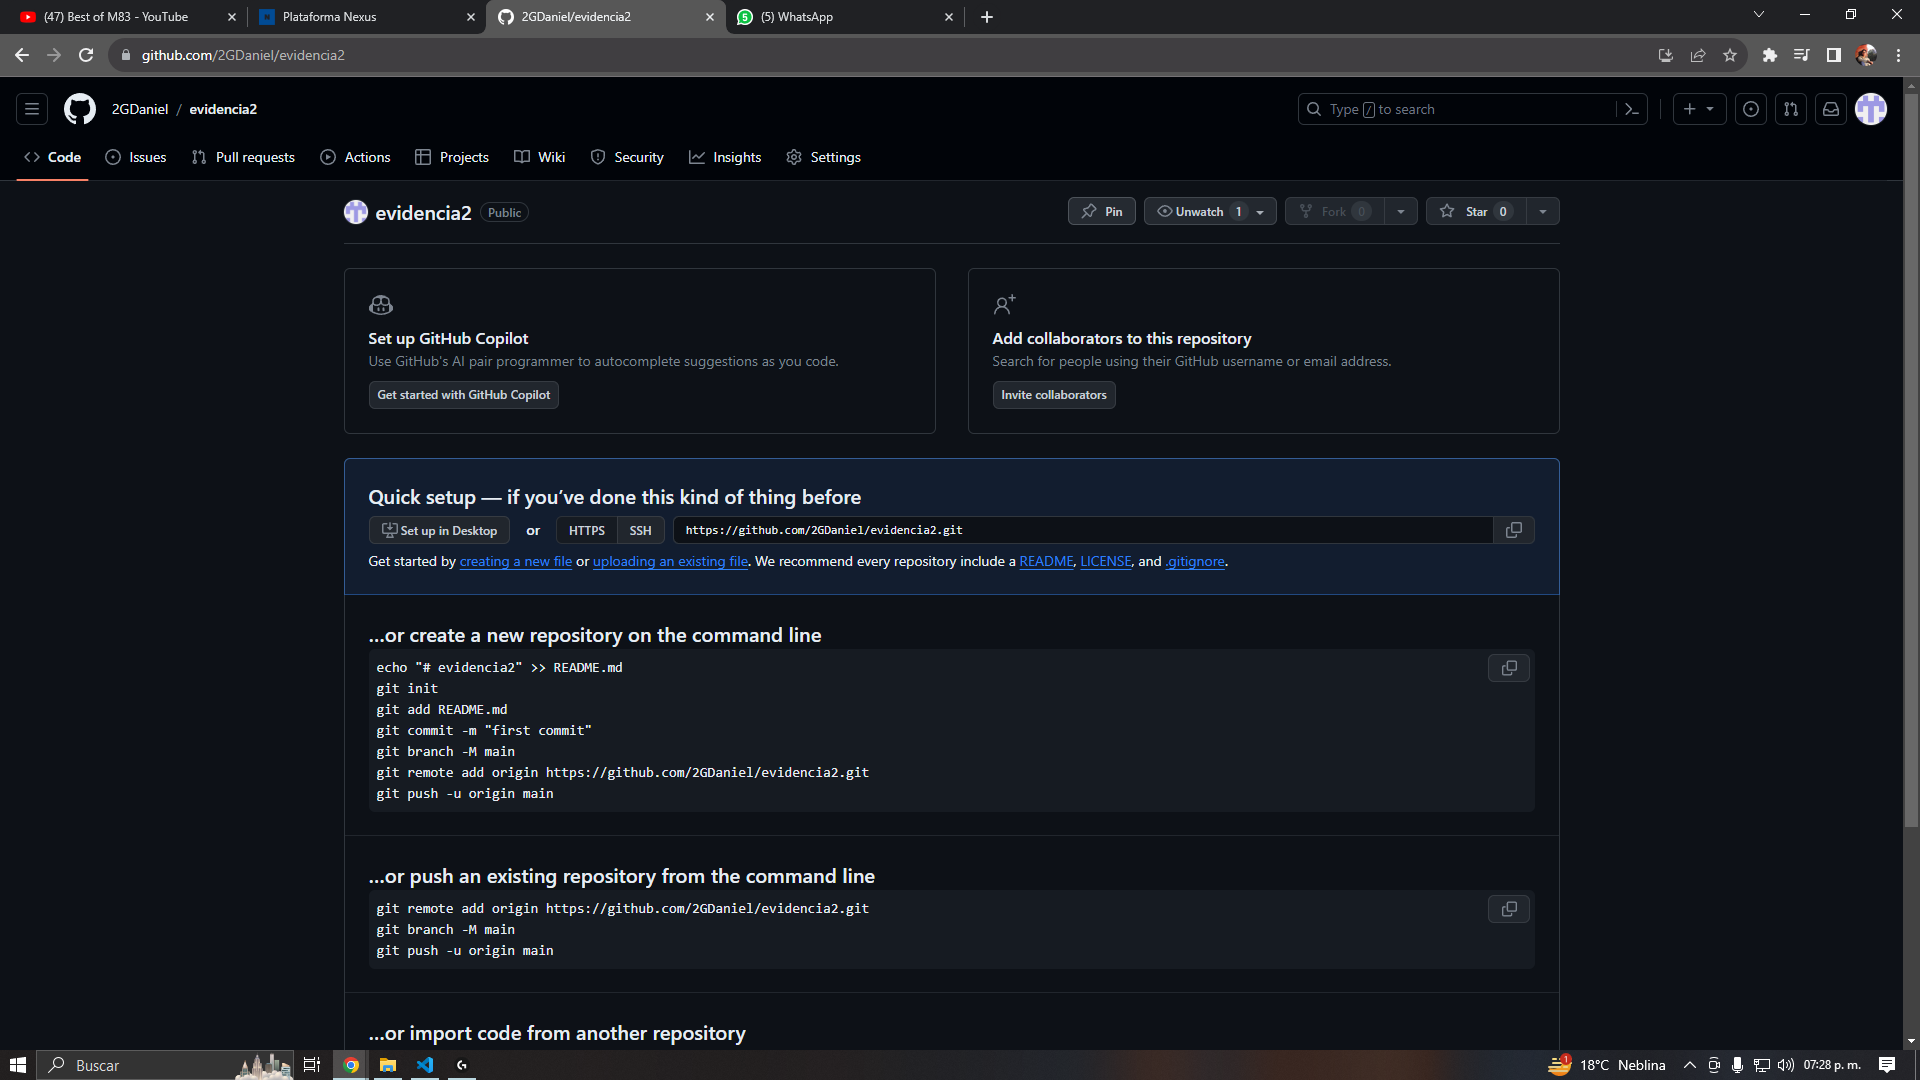 (47) Best of M83 - YouTube
Plataforma Nexus
2GDaniel/evidencia2
(5) WhatsApp
github.com/2GDaniel/evidencia2
2GDaniel / evidencia2
Type / to search
Code
Issues
Pull requests
Actions
Projects
Wiki
Security
Insights
Settings
evidencia2 Public
Pin
Unwatch 1
Fork 0
Star 0
Set up GitHub Copilot
Use GitHub's AI pair programmer to autocomplete suggestions as you code.
Get started with GitHub Copilot
Add collaborators to this repository
Search for people using their GitHub username or email address.
Invite collaborators
Quick setup — if you’ve done this kind of thing before
Set up in Desktop or HTTPS SSH https://github.com/2GDaniel/evidencia2.git
Get started by creating a new file or uploading an existing file. We recommend every repository include a README, LICENSE, and .gitignore.
…or create a new repository on the command line
echo "# evidencia2" >> README.md
git init
git add README.md
git commit -m "first commit"
git branch -M main
git remote add origin https://github.com/2GDaniel/evidencia2.git
git push -u origin main
…or push an existing repository from the command line
git remote add origin https://github.com/2GDaniel/evidencia2.git
git branch -M main
git push -u origin main
…or import code from another repository
Buscar
1
18°C Neblina
07:28 p. m.